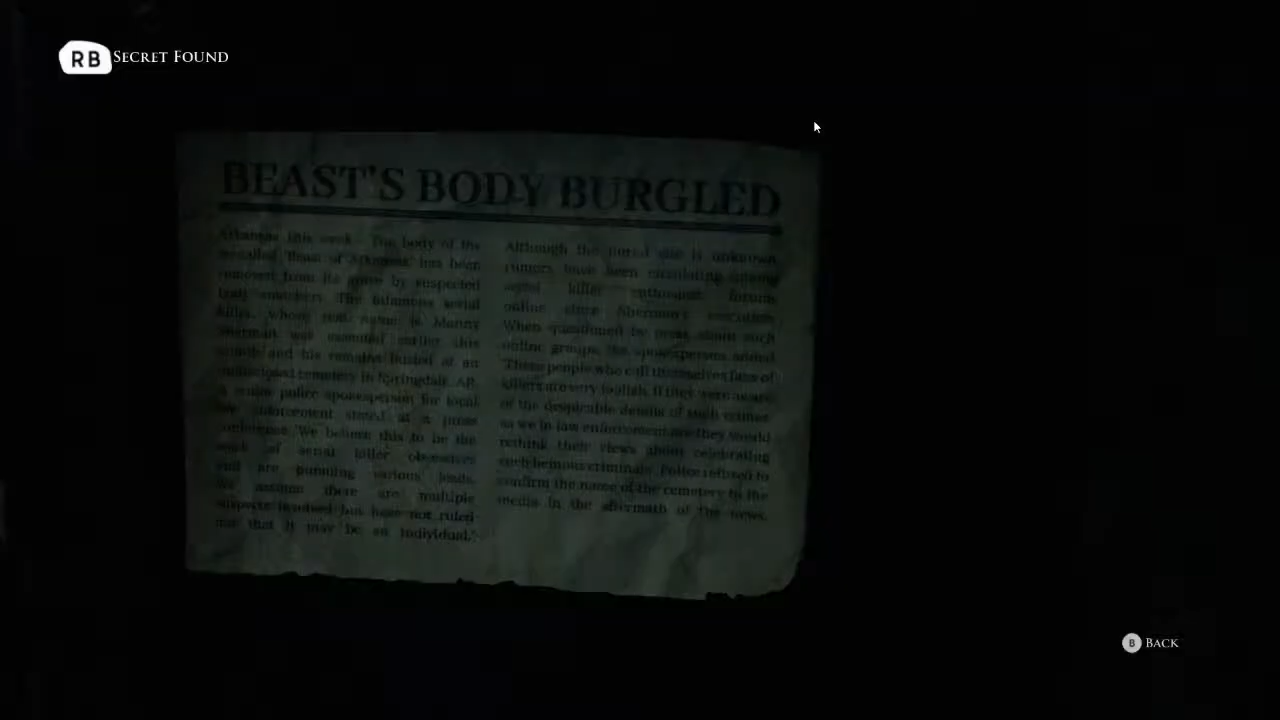 RB SECRET FOUND
BEAST'S BODY BURGLED
Arkansas this week - The body of the
so-called 'Beast of Arkansas' has been
removed from its grave by suspected
body snatchers. The infamous serial
killer, whose real name is Manny
Sherman was executed earlier this
month and his remains buried at an
cemetery in Springdale, AR.
A senior police spokesperson for local
law enforcement stated at a press
conference, 'We believe this to be the
work of serial killer obsessives
and are pursuing various leads.
We assume there are multiple
suspects involved but have not ruled
out that it may be an individual.'
Although the burial site is unknown
rumors have been circulating among
serial killer enthusiast forums
online since Sherman's execution.
When questioned by press about such
online groups, the spokesperson added
'These people who call themselves fans of
killers are very foolish. If they were aware
of the despicable details of such crimes
as we in law enforcement are they would
rethink their views about celebrating
such heinous criminals.' Police refused to
confirm the name of the cemetery to the
media in the aftermath of the news.
B BACK